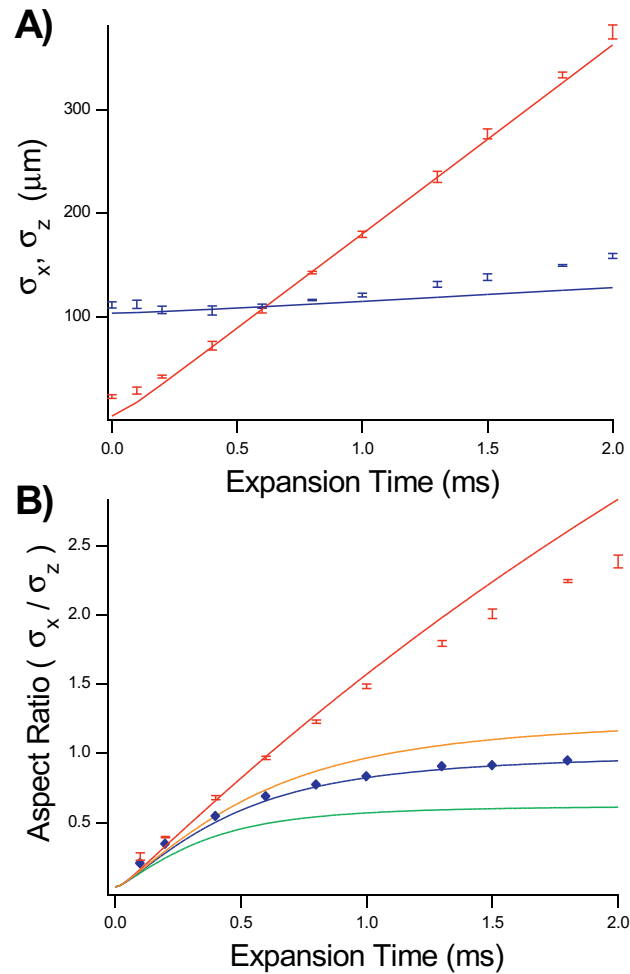 A)
300
200
100
σx, σz (μm)
0.0 0.5 1.0 1.5 2.0
Expansion Time (ms)
B)
2.5
2.0
1.5
1.0
0.5
Aspect Ratio ( σx / σz )
0.0 0.5 1.0 1.5 2.0
Expansion Time (ms)